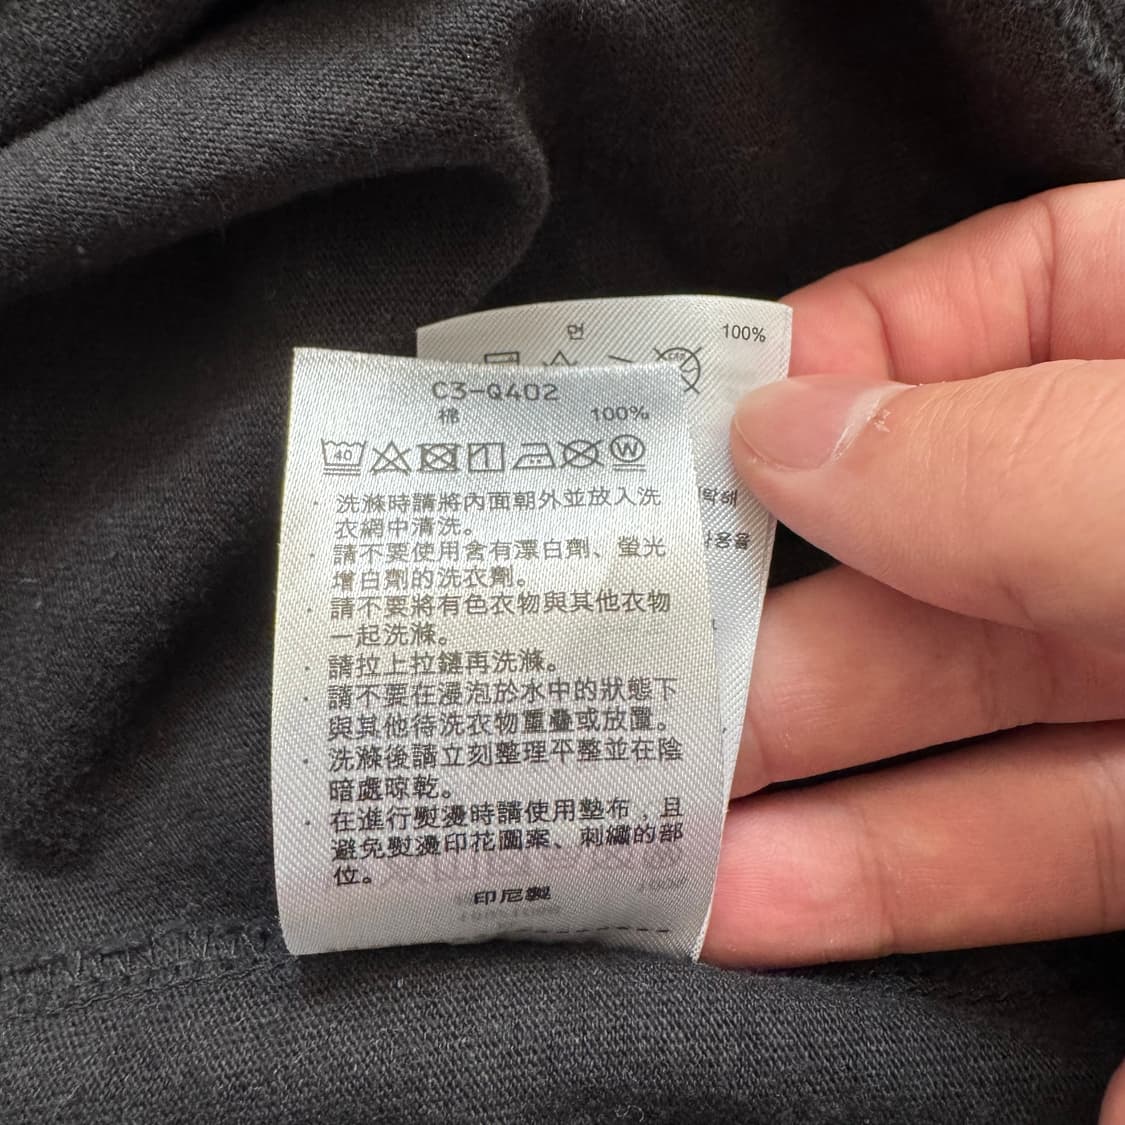 면 100%
C3-Q402
棉 100%
40 W
· 洗滌時請將內面朝外並放入洗
衣網中清洗。
· 請不要使用含有漂白劑、螢光
增白劑的洗衣劑。
· 請不要將有色衣物與其他衣物
一起洗滌。
· 請拉上拉鏈再洗滌。
· 請不要在浸泡於水中的狀態下
與其他待洗衣物重疊或放置。
· 洗滌後請立刻整理平整並在陰
暗處晾乾。
· 在進行熨燙時請使用墊布，且
避免熨燙印花圖案、刺繡的部
位。
印尼製